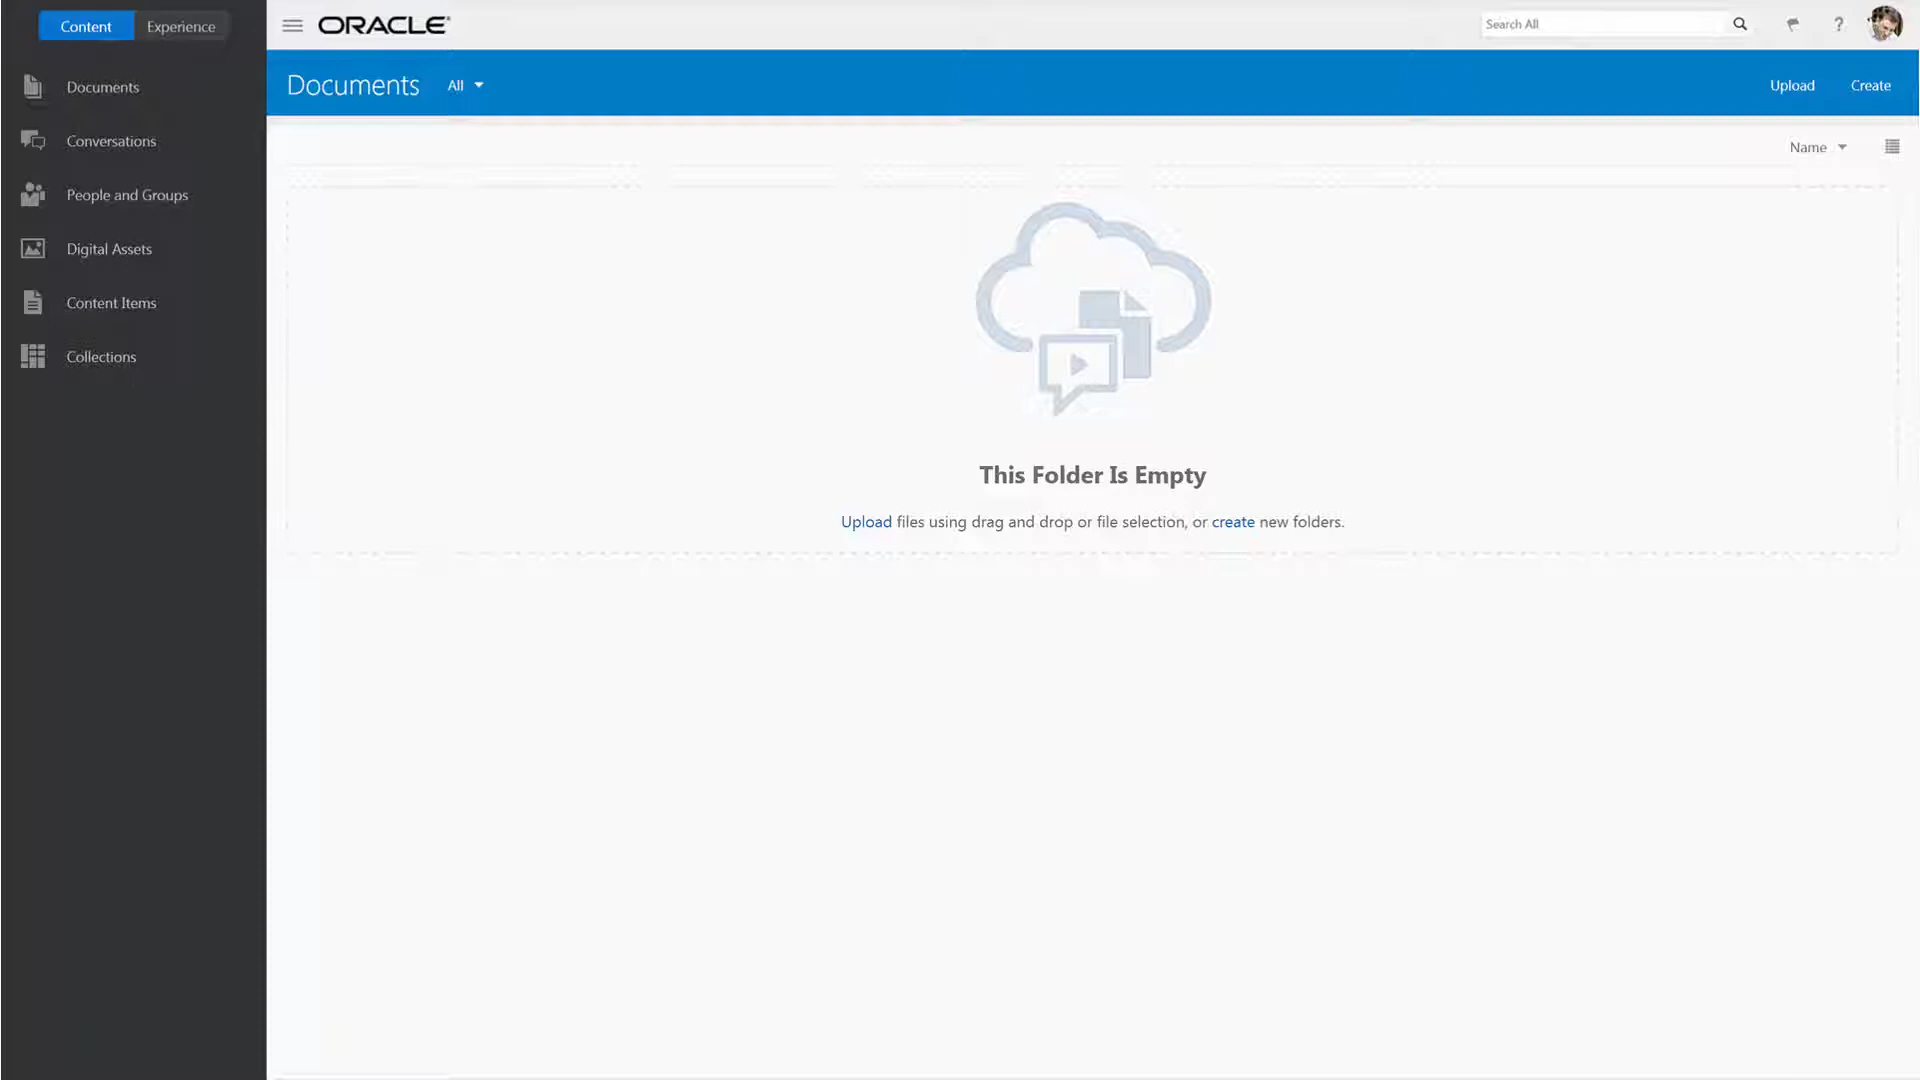 Content Experience
Documents
Conversations
People and Groups
Digital Assets
Content Items
Collections
ORACLE®
Search All
?
Documents All
Upload Create
Name
This Folder Is Empty
Upload files using drag and drop or file selection, or create new folders.